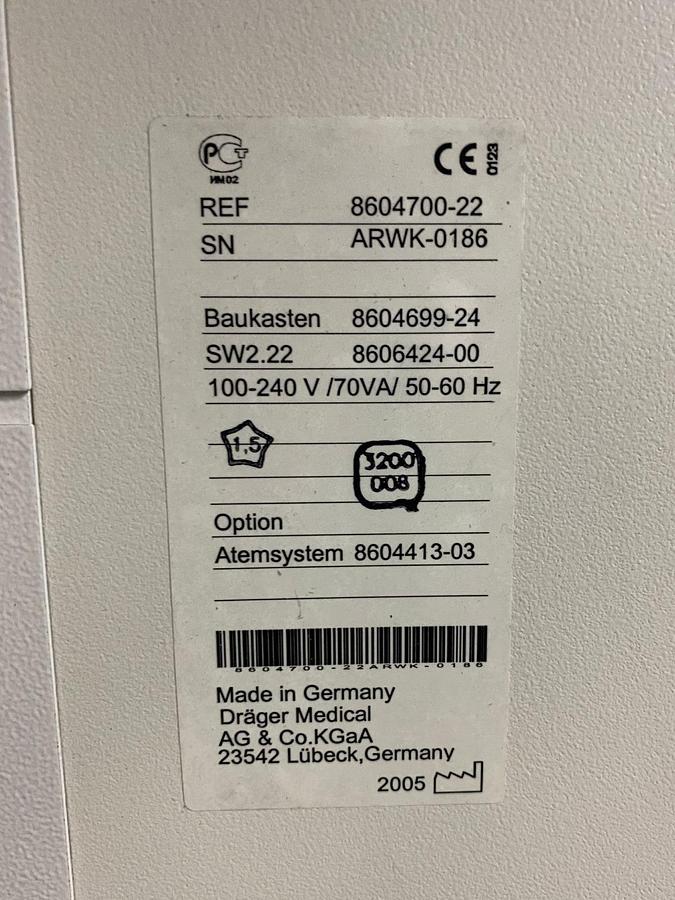 РСТ
ИМ02
CE 0123
REF 8604700-22
SN ARWK-0186
Baukasten 8604699-24
SW2.22 8606424-00
100-240 V /70VA/ 50-60 Hz
1,5
3200
008
Option
Atemsystem 8604413-03
8604700-22ARWK-0186
Made in Germany
Dräger Medical
AG & Co.KGaA
23542 Lübeck,Germany
2005